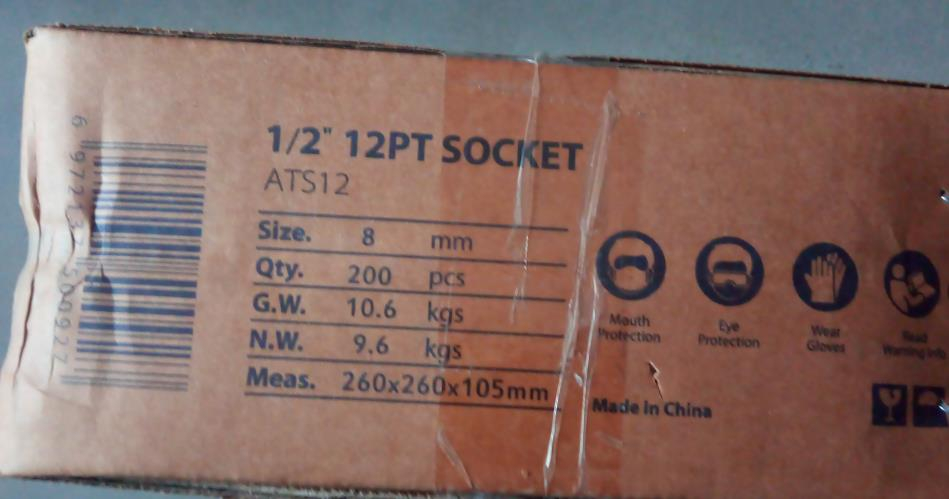 1/2" 12PT SOCKET
ATS12
Size. 8 mm
Qty. 200 pcs
G.W. 10.6 kgs
N.W. 9.6 kgs
Meas. 260x260x105mm
Mouth Protection
Eye Protection
Wear Gloves
Read Warning Info
Made in China